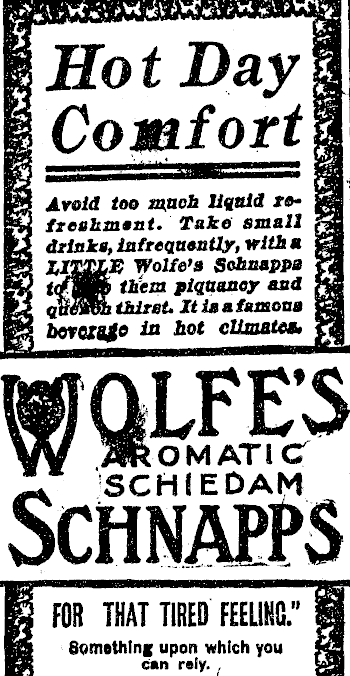 Hot Day
Comfort
Avoid too much liquid re-
freshment. Take small
drinks, infrequently, with a
LITTLE Wolfe's Schnapps
to them piquancy and
quench thirst. It is a famous
beverage in hot climates.
WOLFE'S
AROMATIC
SCHIEDAM
SCHNAPPS
FOR THAT TIRED FEELING."
Something upon which you
can rely.